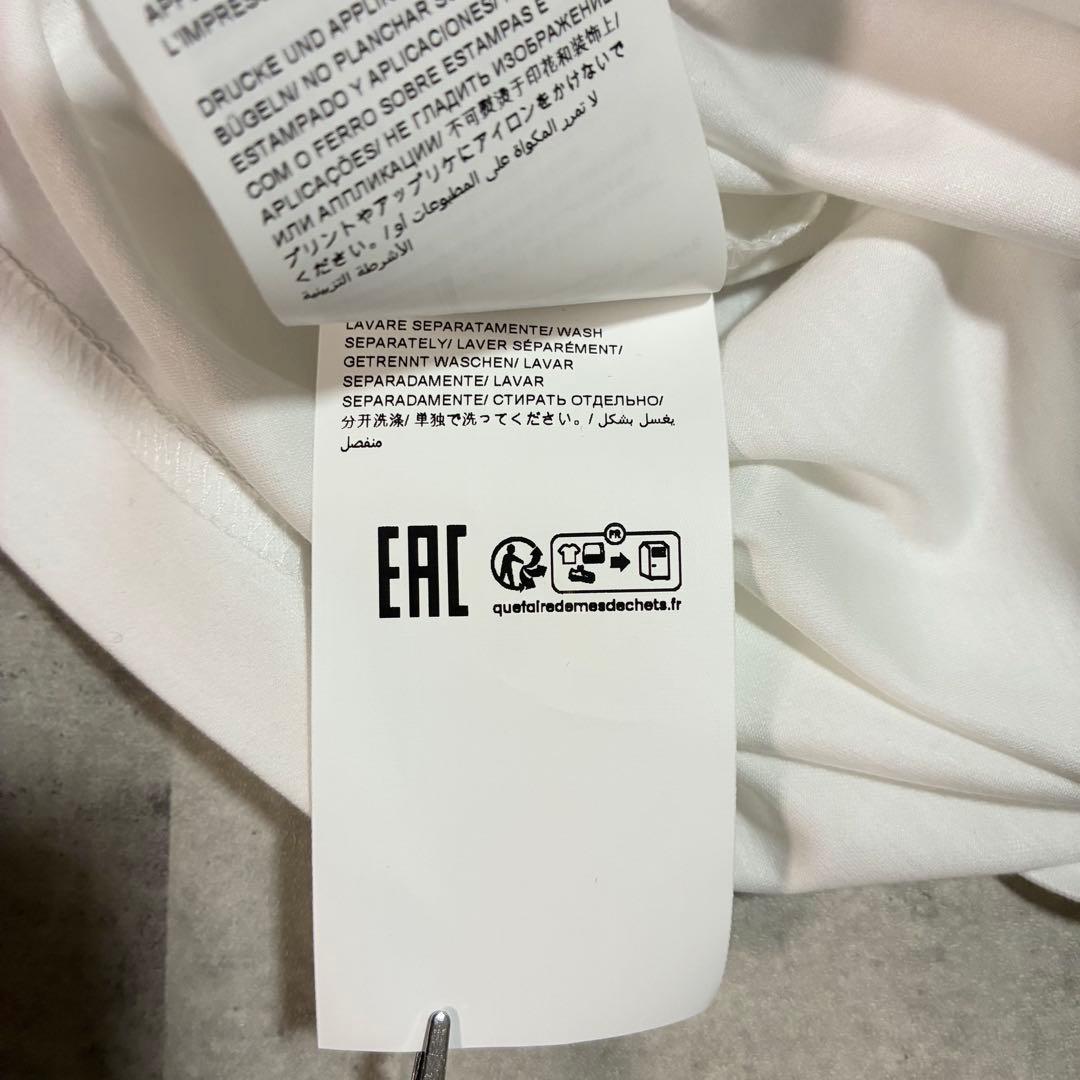 L'IMPRES
DRUCKE UND APPLIK
BÜGELN/ NO PLANCHAR S
ESTAMPADO Y APLICACIONES/
COM O FERRO SOBRE ESTAMPAS E
APLICAÇÕES/ НЕ ГЛАДИТЬ ИЗОБРАЖЕНИЕ
ИЛИ АППЛИКАЦИИ/ 不可熨烫于印花和装饰上/
プリントやアップリケにアイロンをかけないで
ください。/ لا تمرر المكواة على المطبوعات أو
الأشرطة التزيينية
LAVARE SEPARATAMENTE/ WASH
SEPARATELY/ LAVER SÉPARÉMENT/
GETRENNT WASCHEN/ LAVAR
SEPARADAMENTE/ LAVAR
SEPARADAMENTE/ СТИРАТЬ ОТДЕЛЬНО/
分开洗涤/ 単独で洗ってください。/ يغسل بشكل
منفصل
EAC
FR
quefairedemesdechets.fr